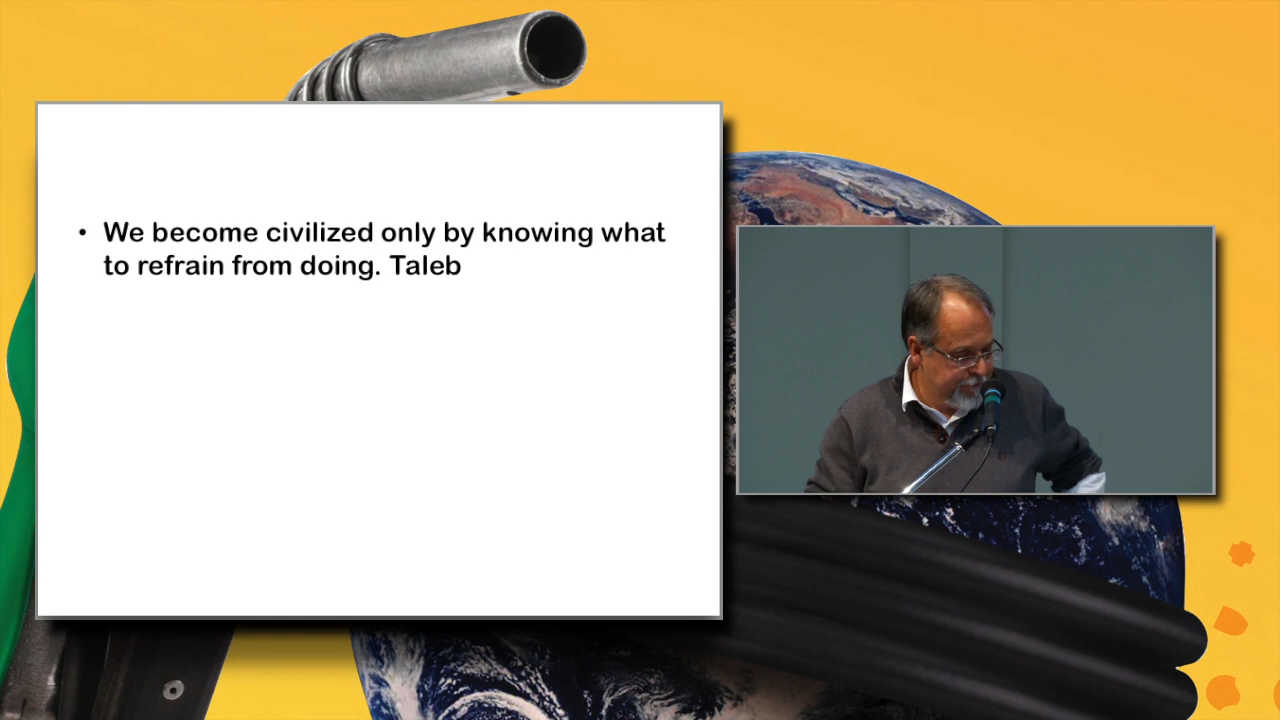 • We become civilized only by knowing what
to refrain from doing. Taleb